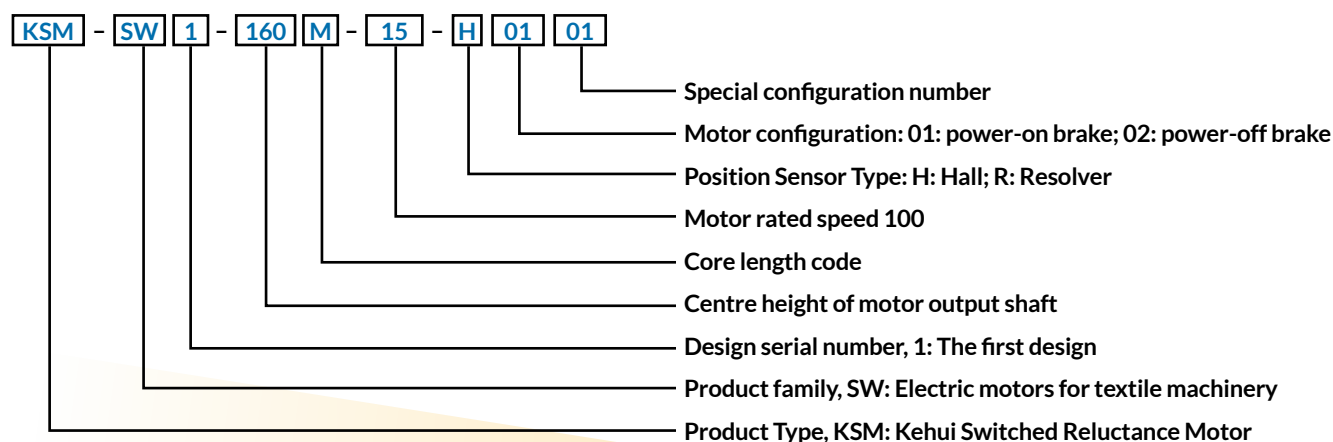 KSM - SW 1 - 160 M - 15 - H 01 01
Special configuration number
Motor configuration: 01: power-on brake; 02: power-off brake
Position Sensor Type: H: Hall; R: Resolver
Motor rated speed 100
Core length code
Centre height of motor output shaft
Design serial number, 1: The first design
Product family, SW: Electric motors for textile machinery
Product Type, KSM: Kehui Switched Reluctance Motor